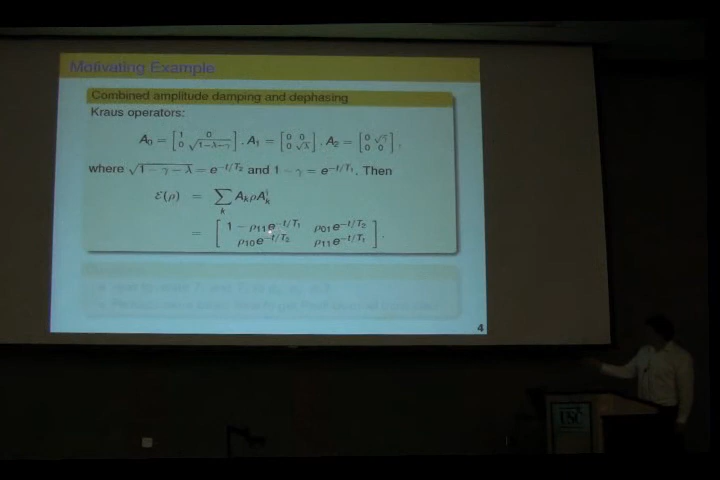 Motivating Example
Combined amplitude damping and dephasing
Kraus operators:
A₀ = [1 0; 0 √1−λ−γ], A₁ = [0 0; 0 √λ], A₂ = [0 √γ; 0 0],
where √1 − γ − λ = e^−t/T₂ and 1 − γ = e^−t/T₁. Then
ℰ(ρ) = ∑ₖ AₖρAₖ†
= [1 − ρ₁₁e^−t/T₁ ρ₀₁e^−t/T₂; ρ₁₀e^−t/T₂ ρ₁₁e^−t/T₁].
4
USC